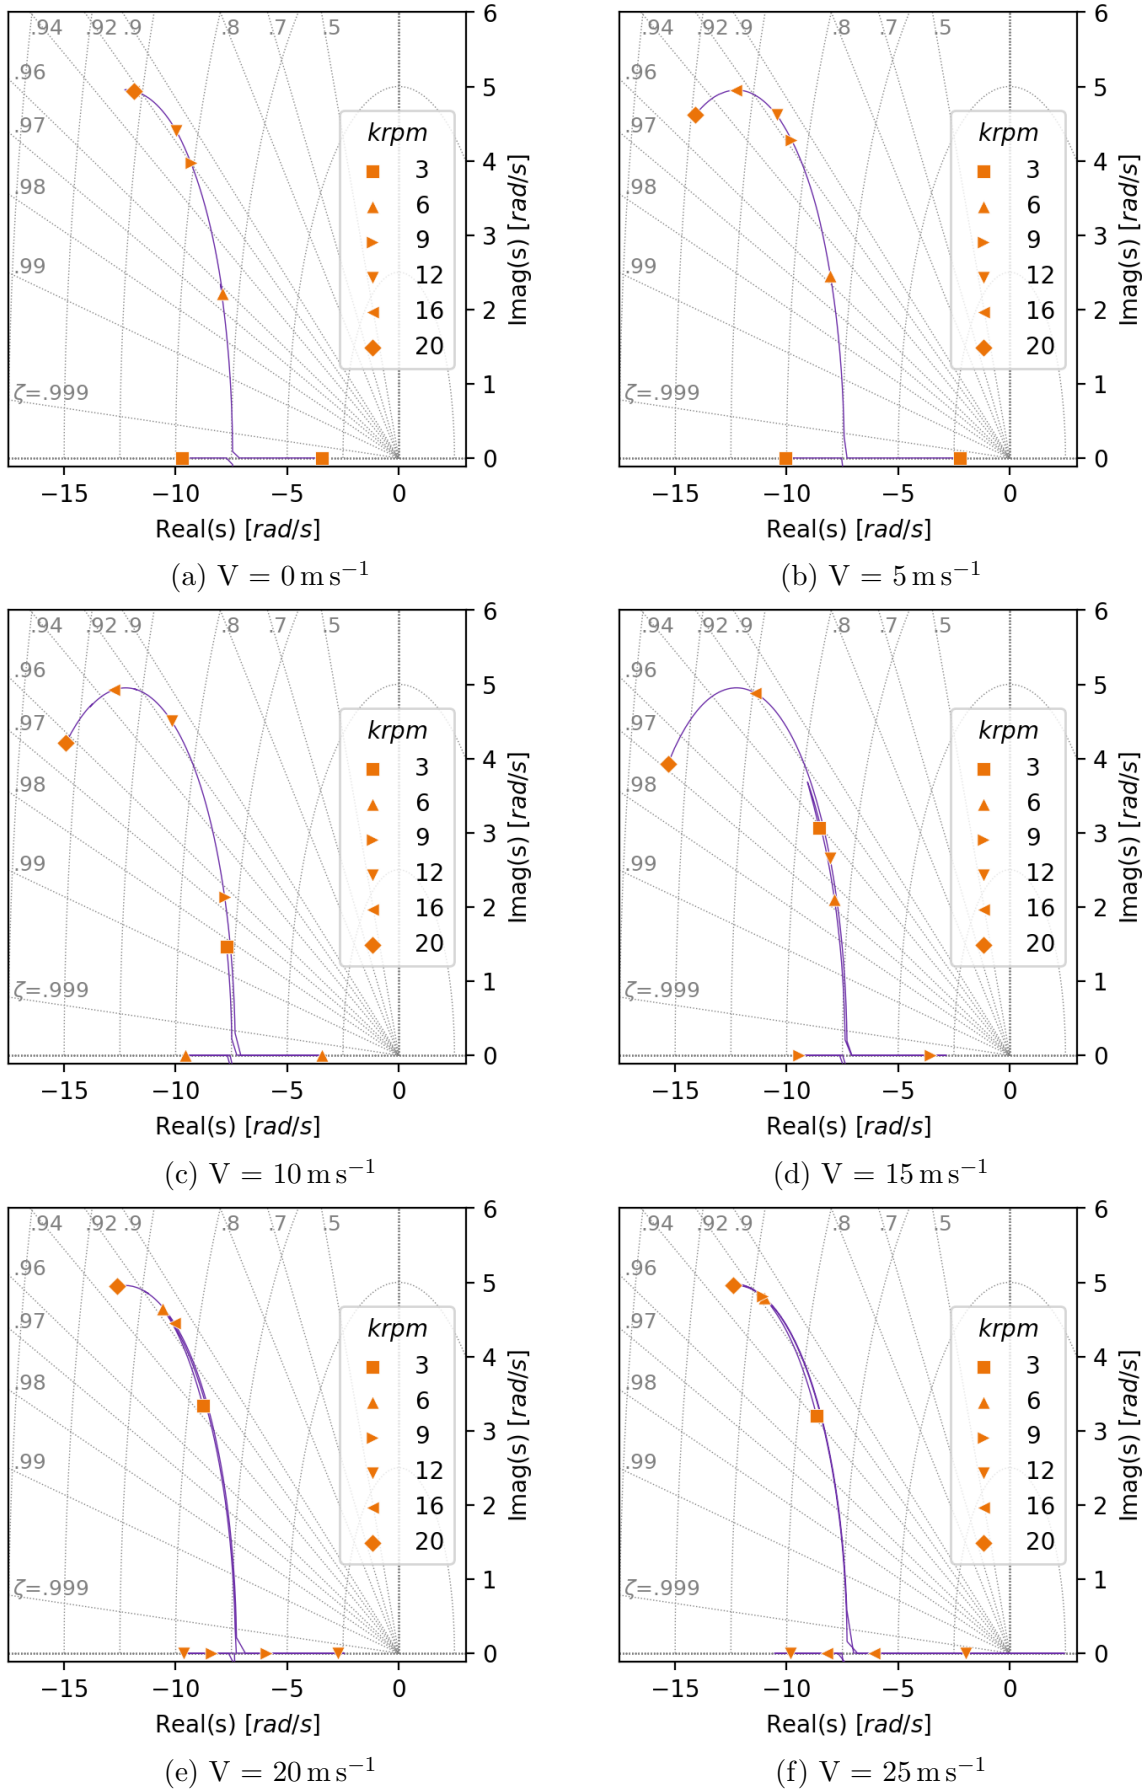 .94 .92 .9 .8 .7 .5
.96
.97
.98
.99
ζ=.999
krpm
3
6
9
12
16
20
6
5
4
3
2
1
0
Imag(s) [rad/s]
−15 −10 −5 0
Real(s) [rad/s]
(a) V = 0 m s⁻¹
.94 .92 .9 .8 .7 .5
.96
.97
.98
.99
ζ=.999
krpm
3
6
9
12
16
20
6
5
4
3
2
1
0
Imag(s) [rad/s]
−15 −10 −5 0
Real(s) [rad/s]
(b) V = 5 m s⁻¹
.94 .92 .9 .8 .7 .5
.96
.97
.98
.99
ζ=.999
krpm
3
6
9
12
16
20
6
5
4
3
2
1
0
Imag(s) [rad/s]
−15 −10 −5 0
Real(s) [rad/s]
(c) V = 10 m s⁻¹
.94 .92 .9 .8 .7 .5
.96
.97
.98
.99
ζ=.999
krpm
3
6
9
12
16
20
6
5
4
3
2
1
0
Imag(s) [rad/s]
−15 −10 −5 0
Real(s) [rad/s]
(d) V = 15 m s⁻¹
.94 .92 .9 .8 .7 .5
.96
.97
.98
.99
ζ=.999
krpm
3
6
9
12
16
20
6
5
4
3
2
1
0
Imag(s) [rad/s]
−15 −10 −5 0
Real(s) [rad/s]
(e) V = 20 m s⁻¹
.94 .92 .9 .8 .7 .5
.96
.97
.98
.99
ζ=.999
krpm
3
6
9
12
16
20
6
5
4
3
2
1
0
Imag(s) [rad/s]
−15 −10 −5 0
Real(s) [rad/s]
(f) V = 25 m s⁻¹